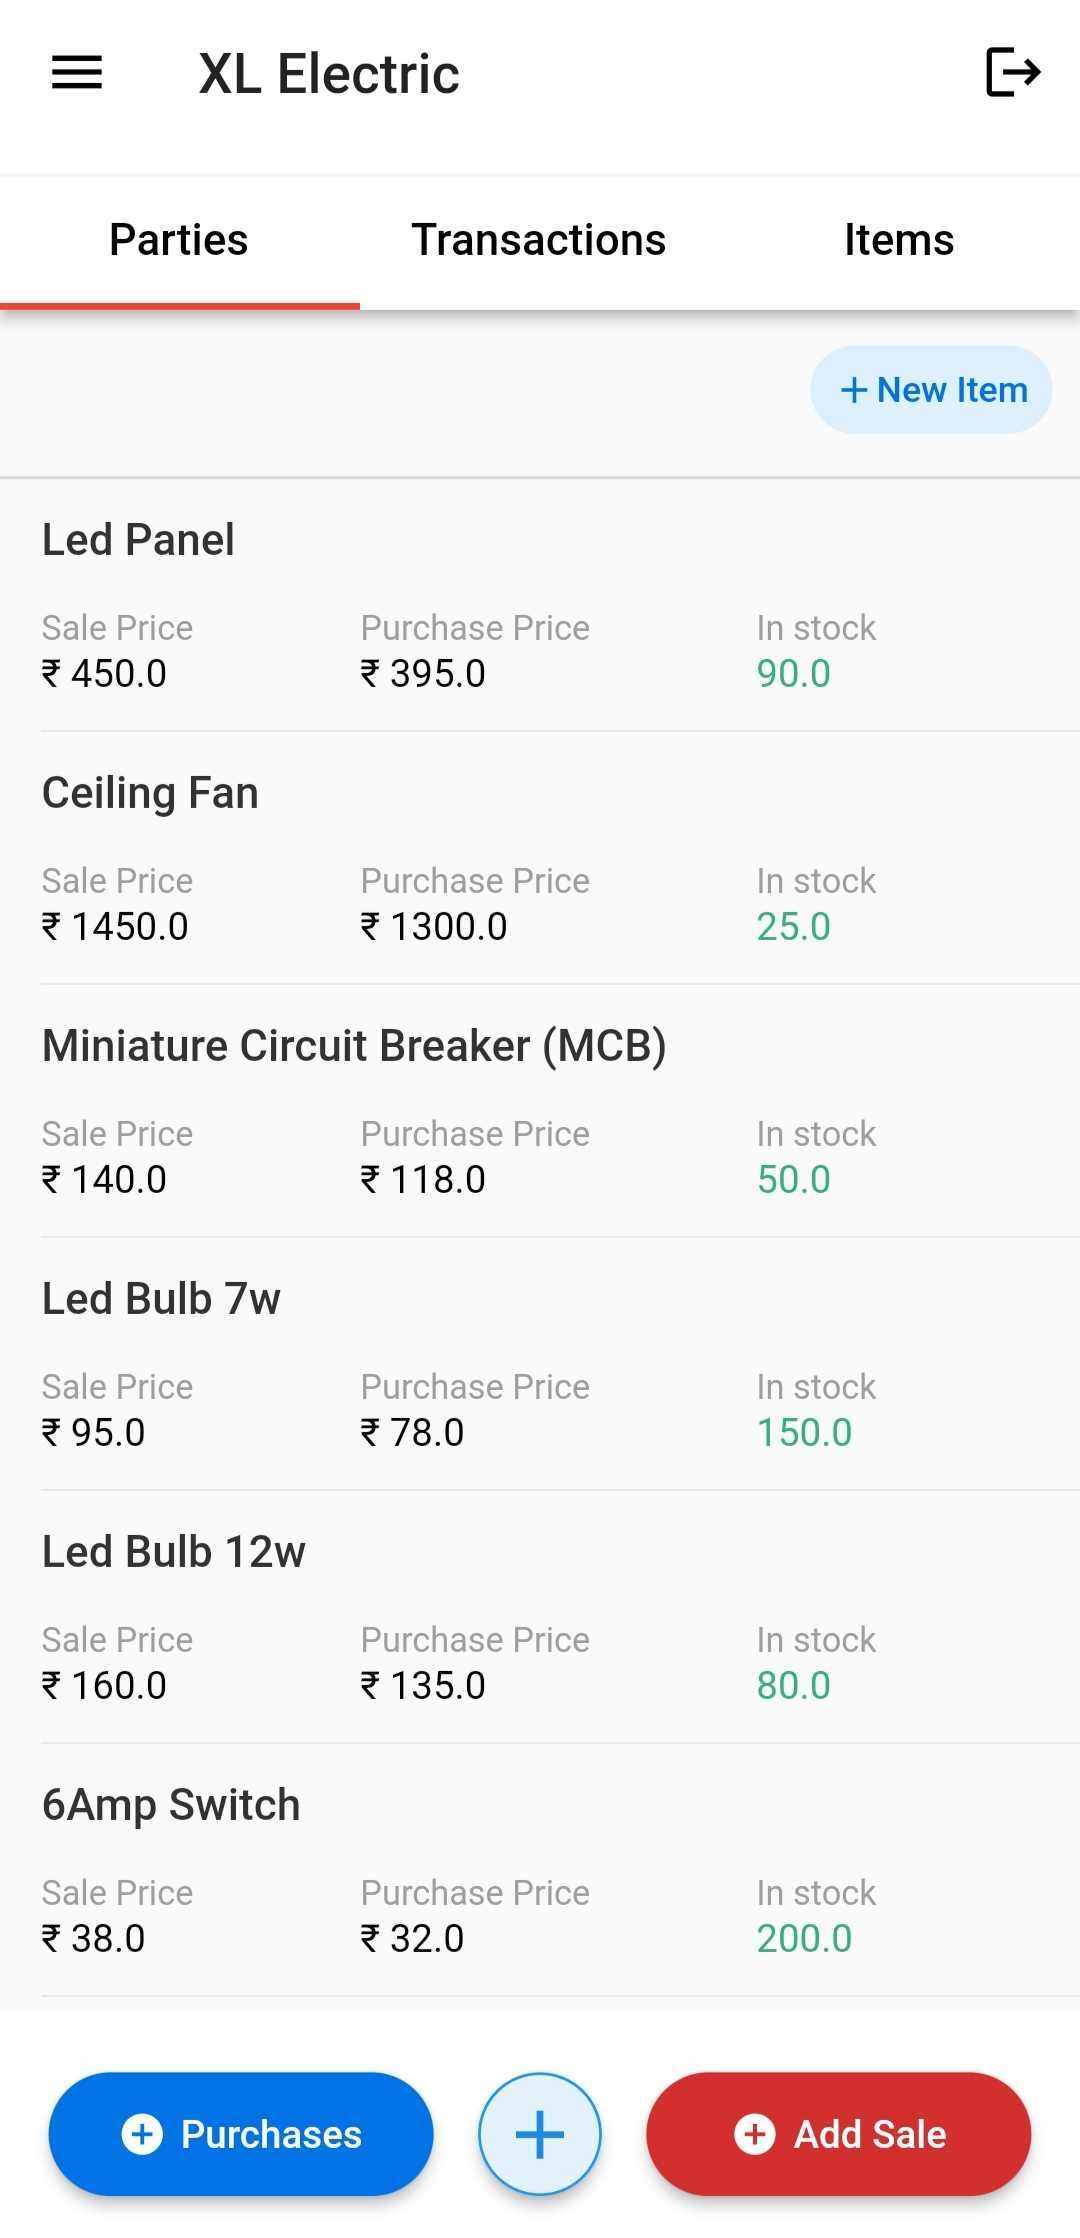 XL Electric
Parties Transactions Items
+ New Item
Led Panel
Sale Price Purchase Price In stock
₹ 450.0 ₹ 395.0 90.0
Ceiling Fan
Sale Price Purchase Price In stock
₹ 1450.0 ₹ 1300.0 25.0
Miniature Circuit Breaker (MCB)
Sale Price Purchase Price In stock
₹ 140.0 ₹ 118.0 50.0
Led Bulb 7w
Sale Price Purchase Price In stock
₹ 95.0 ₹ 78.0 150.0
Led Bulb 12w
Sale Price Purchase Price In stock
₹ 160.0 ₹ 135.0 80.0
6Amp Switch
Sale Price Purchase Price In stock
₹ 38.0 ₹ 32.0 200.0
Purchases Add Sale